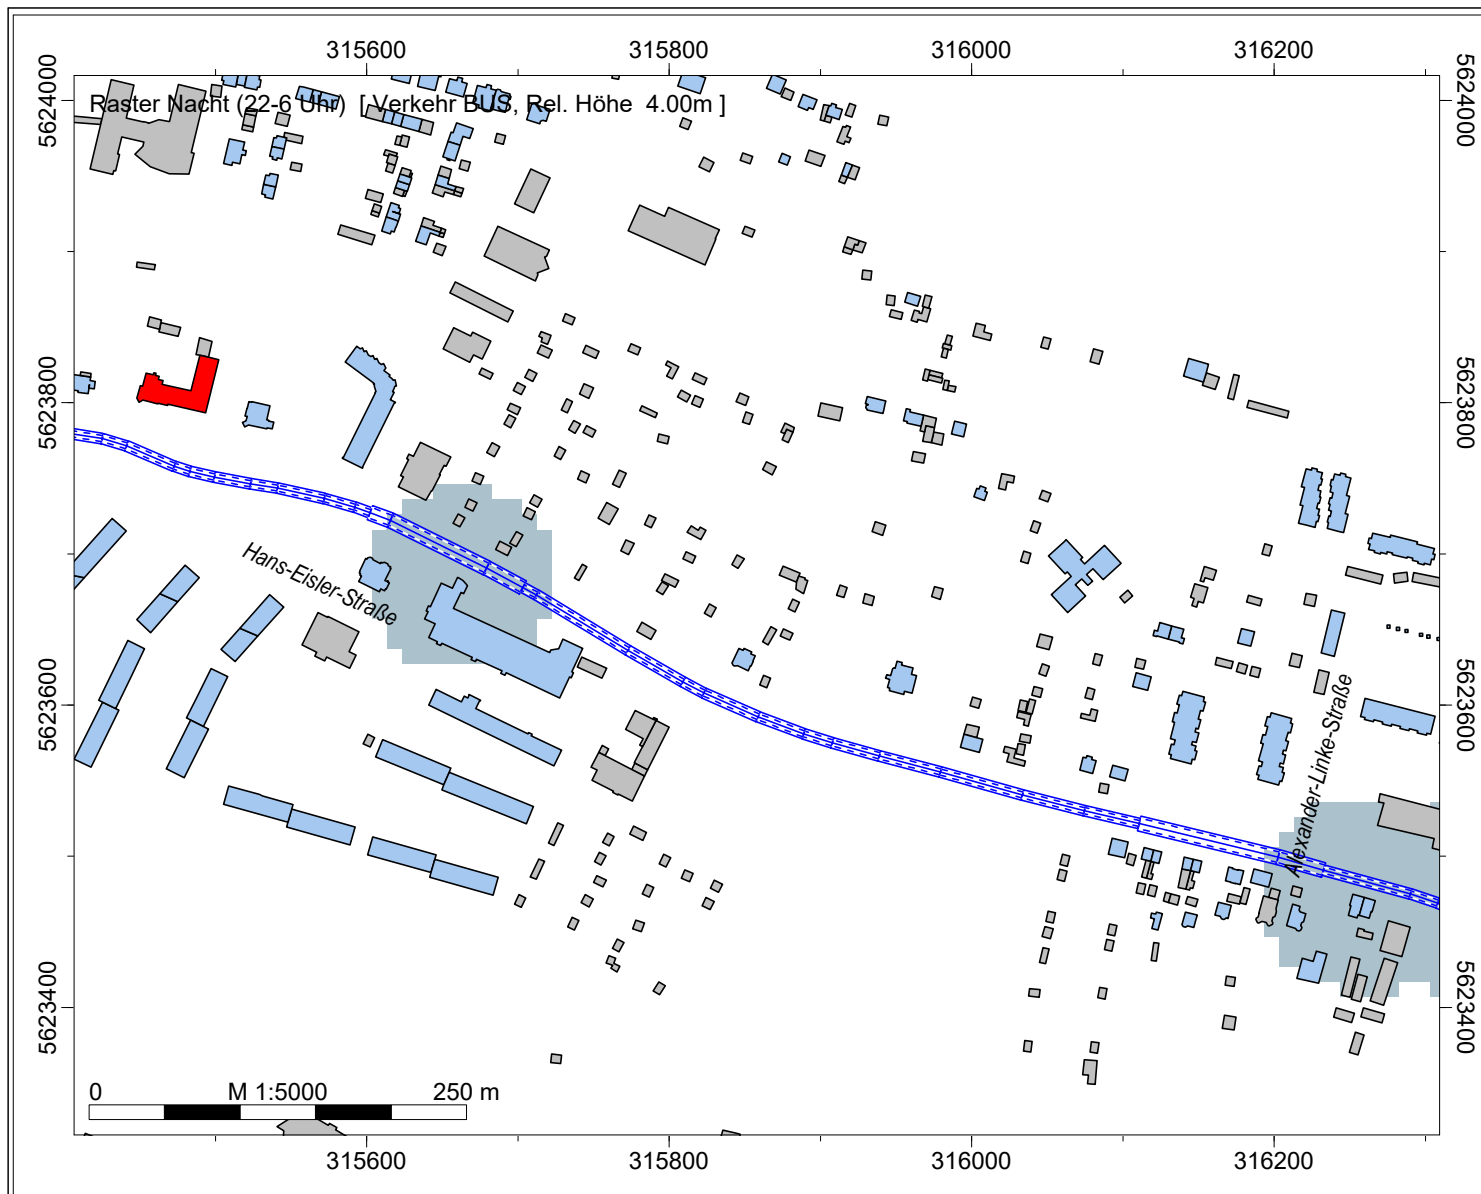 315600 315800 316000 316200
5624000
5624000
Raster Nacht (22-6 Uhr) [ Verkehr BUS, Rel. Höhe 4.00m ]
5623800
5623800
Hans-Eisler-Straße
5623600
5623600
Alexander-Linke-Straße
5623400
5623400
0 M 1:5000 250 m
315600 315800 316000 316200